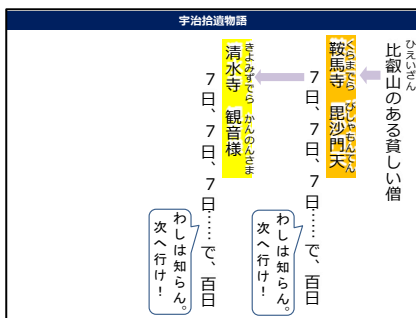 宇治拾遺物語
ひえいざん
比叡山のある貧しい僧
くらまでら びしゃもんてん
鞍馬寺 毘沙門天
7日、7日、7日……で、百日
わしは知らん。
次へ行け!
きよみずでら かんのんさま
清水寺 観音様
7日、7日、7日……で、百日
わしは知らん。
次へ行け!